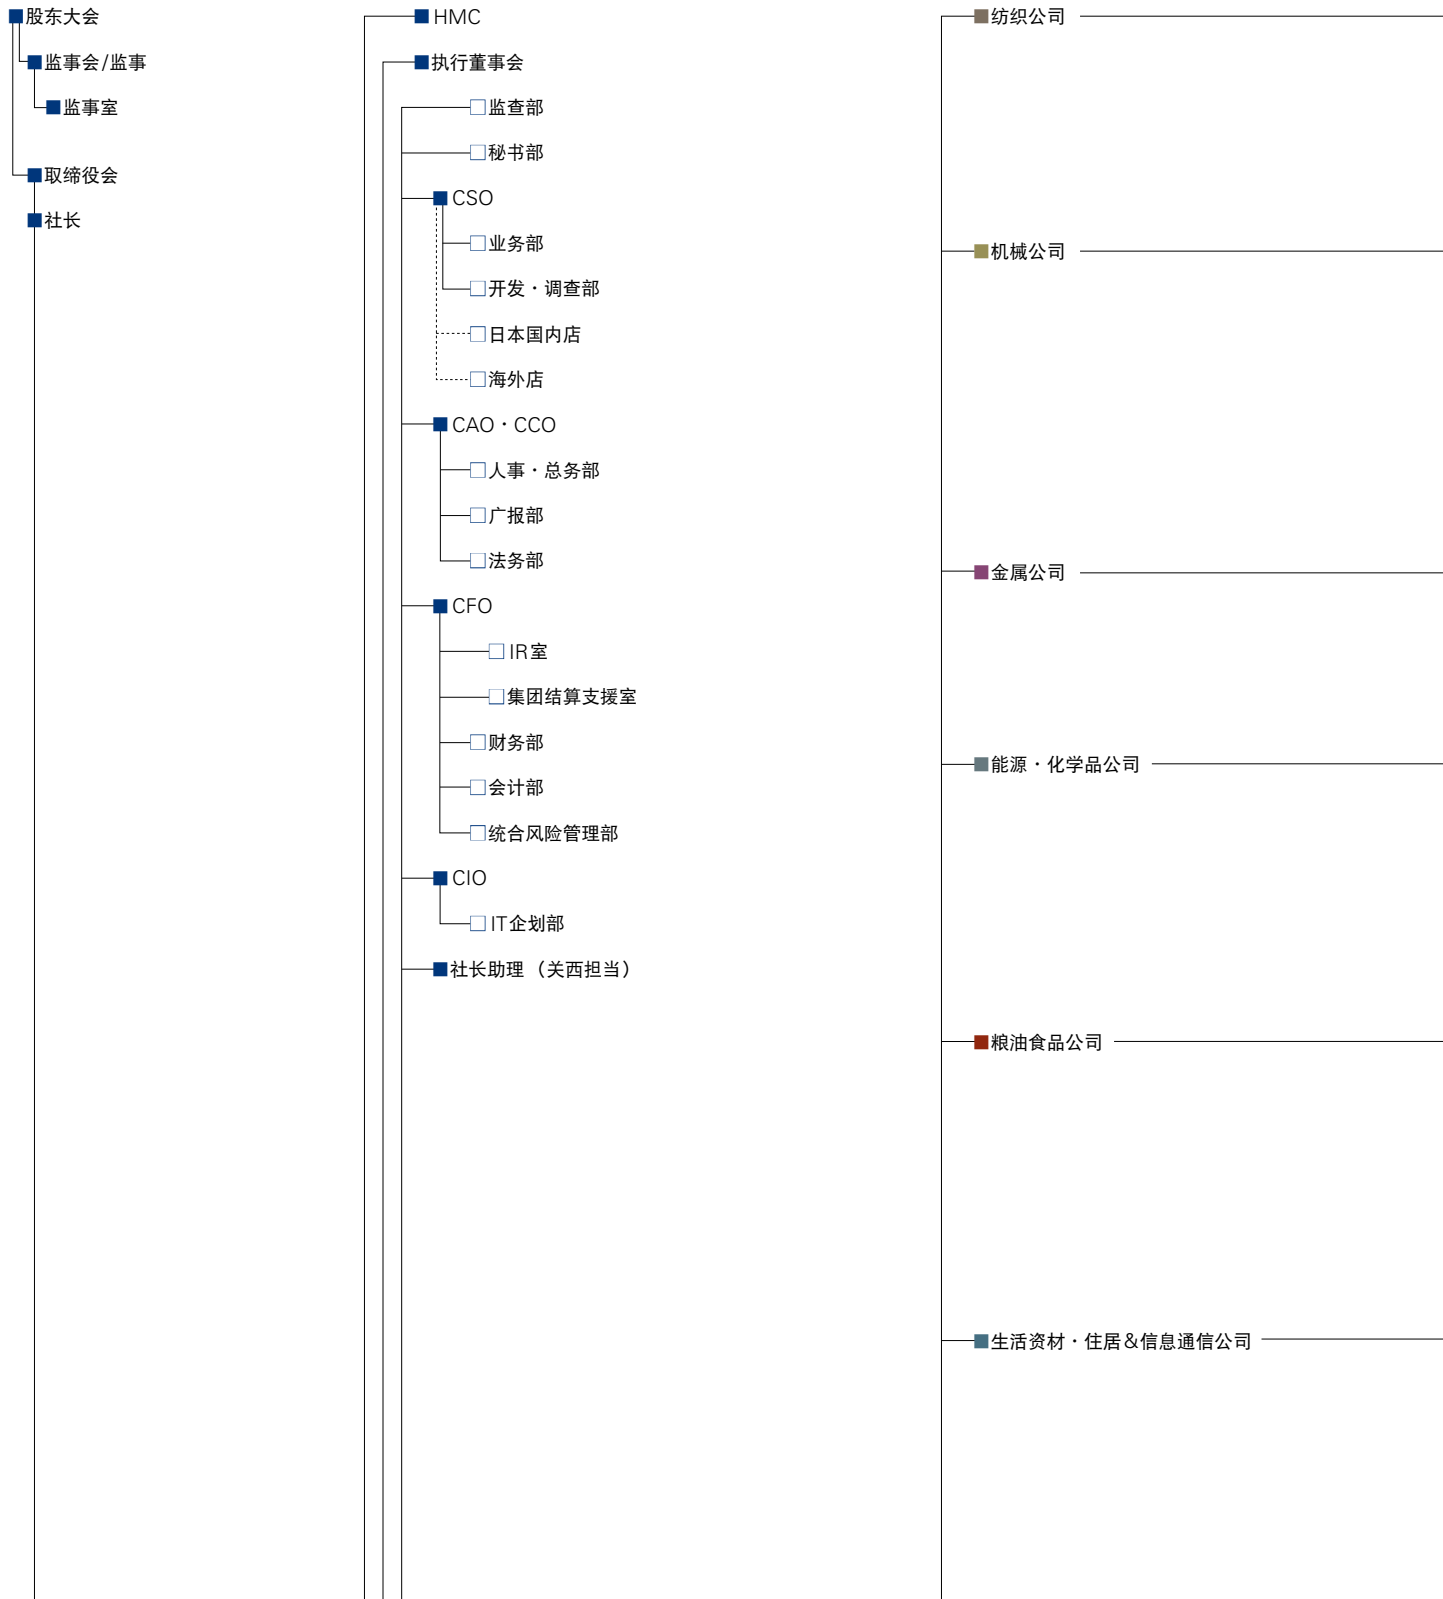 股东大会
监事会/监事
监事室
取缔役会
社长
HMC
执行董事会
监查部
秘书部
CSO
业务部
开发・调查部
日本国内店
海外店
CAO・CCO
人事・总务部
广报部
法务部
CFO
IR室
集团结算支援室
财务部
会计部
统合风险管理部
CIO
IT企划部
社长助理（关西担当）
纺织公司
机械公司
金属公司
能源・化学品公司
粮油食品公司
生活资材・住居&信息通信公司